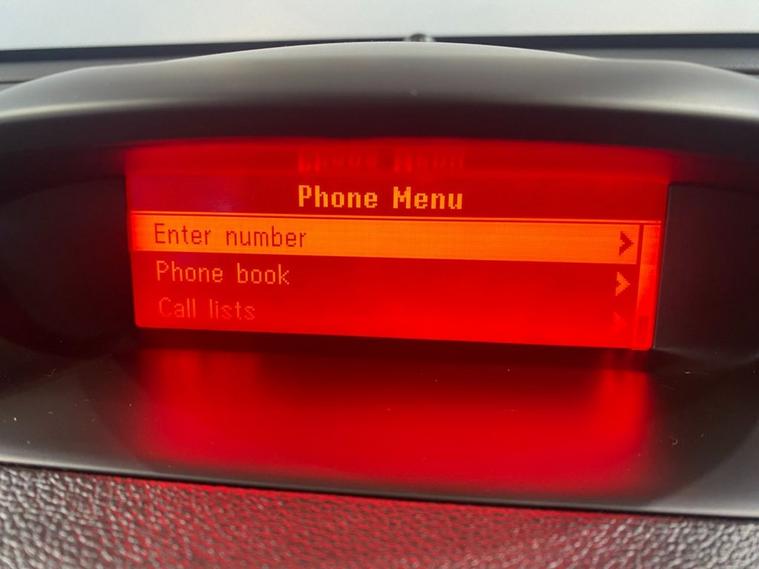 Phone Menu
Enter number
Phone book
Call lists